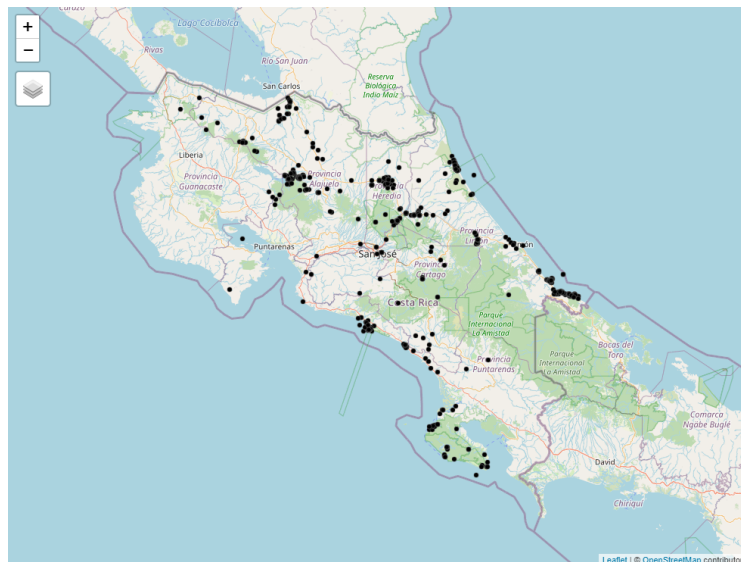 +
−
Lago Cocibolca
Rivas
Río San Juan
San Carlos
Reserva
Biológica
Indio Maíz
Liberia
Provincia
Guanacaste
Provincia
Alajuela
Heredia
Puntarenas
San José
Provincia
Limón
Provincia
Cartago
Costa Rica
Parque
Internacional
La Amistad
Parque
Internacional
La Amistad
Bocas del
Toro
Provincia
Puntarenas
Comarca
Ngäbe Buglé
David
Chiriquí
Leaflet | © OpenStreetMap contributor